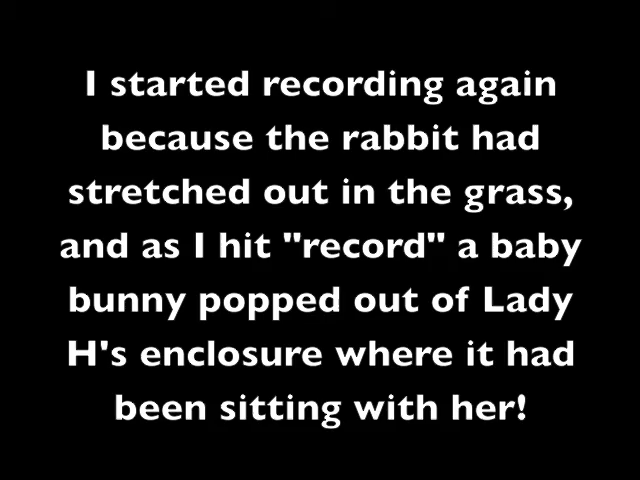 I started recording again
because the rabbit had
stretched out in the grass,
and as I hit "record" a baby
bunny popped out of Lady
H's enclosure where it had
been sitting with her!